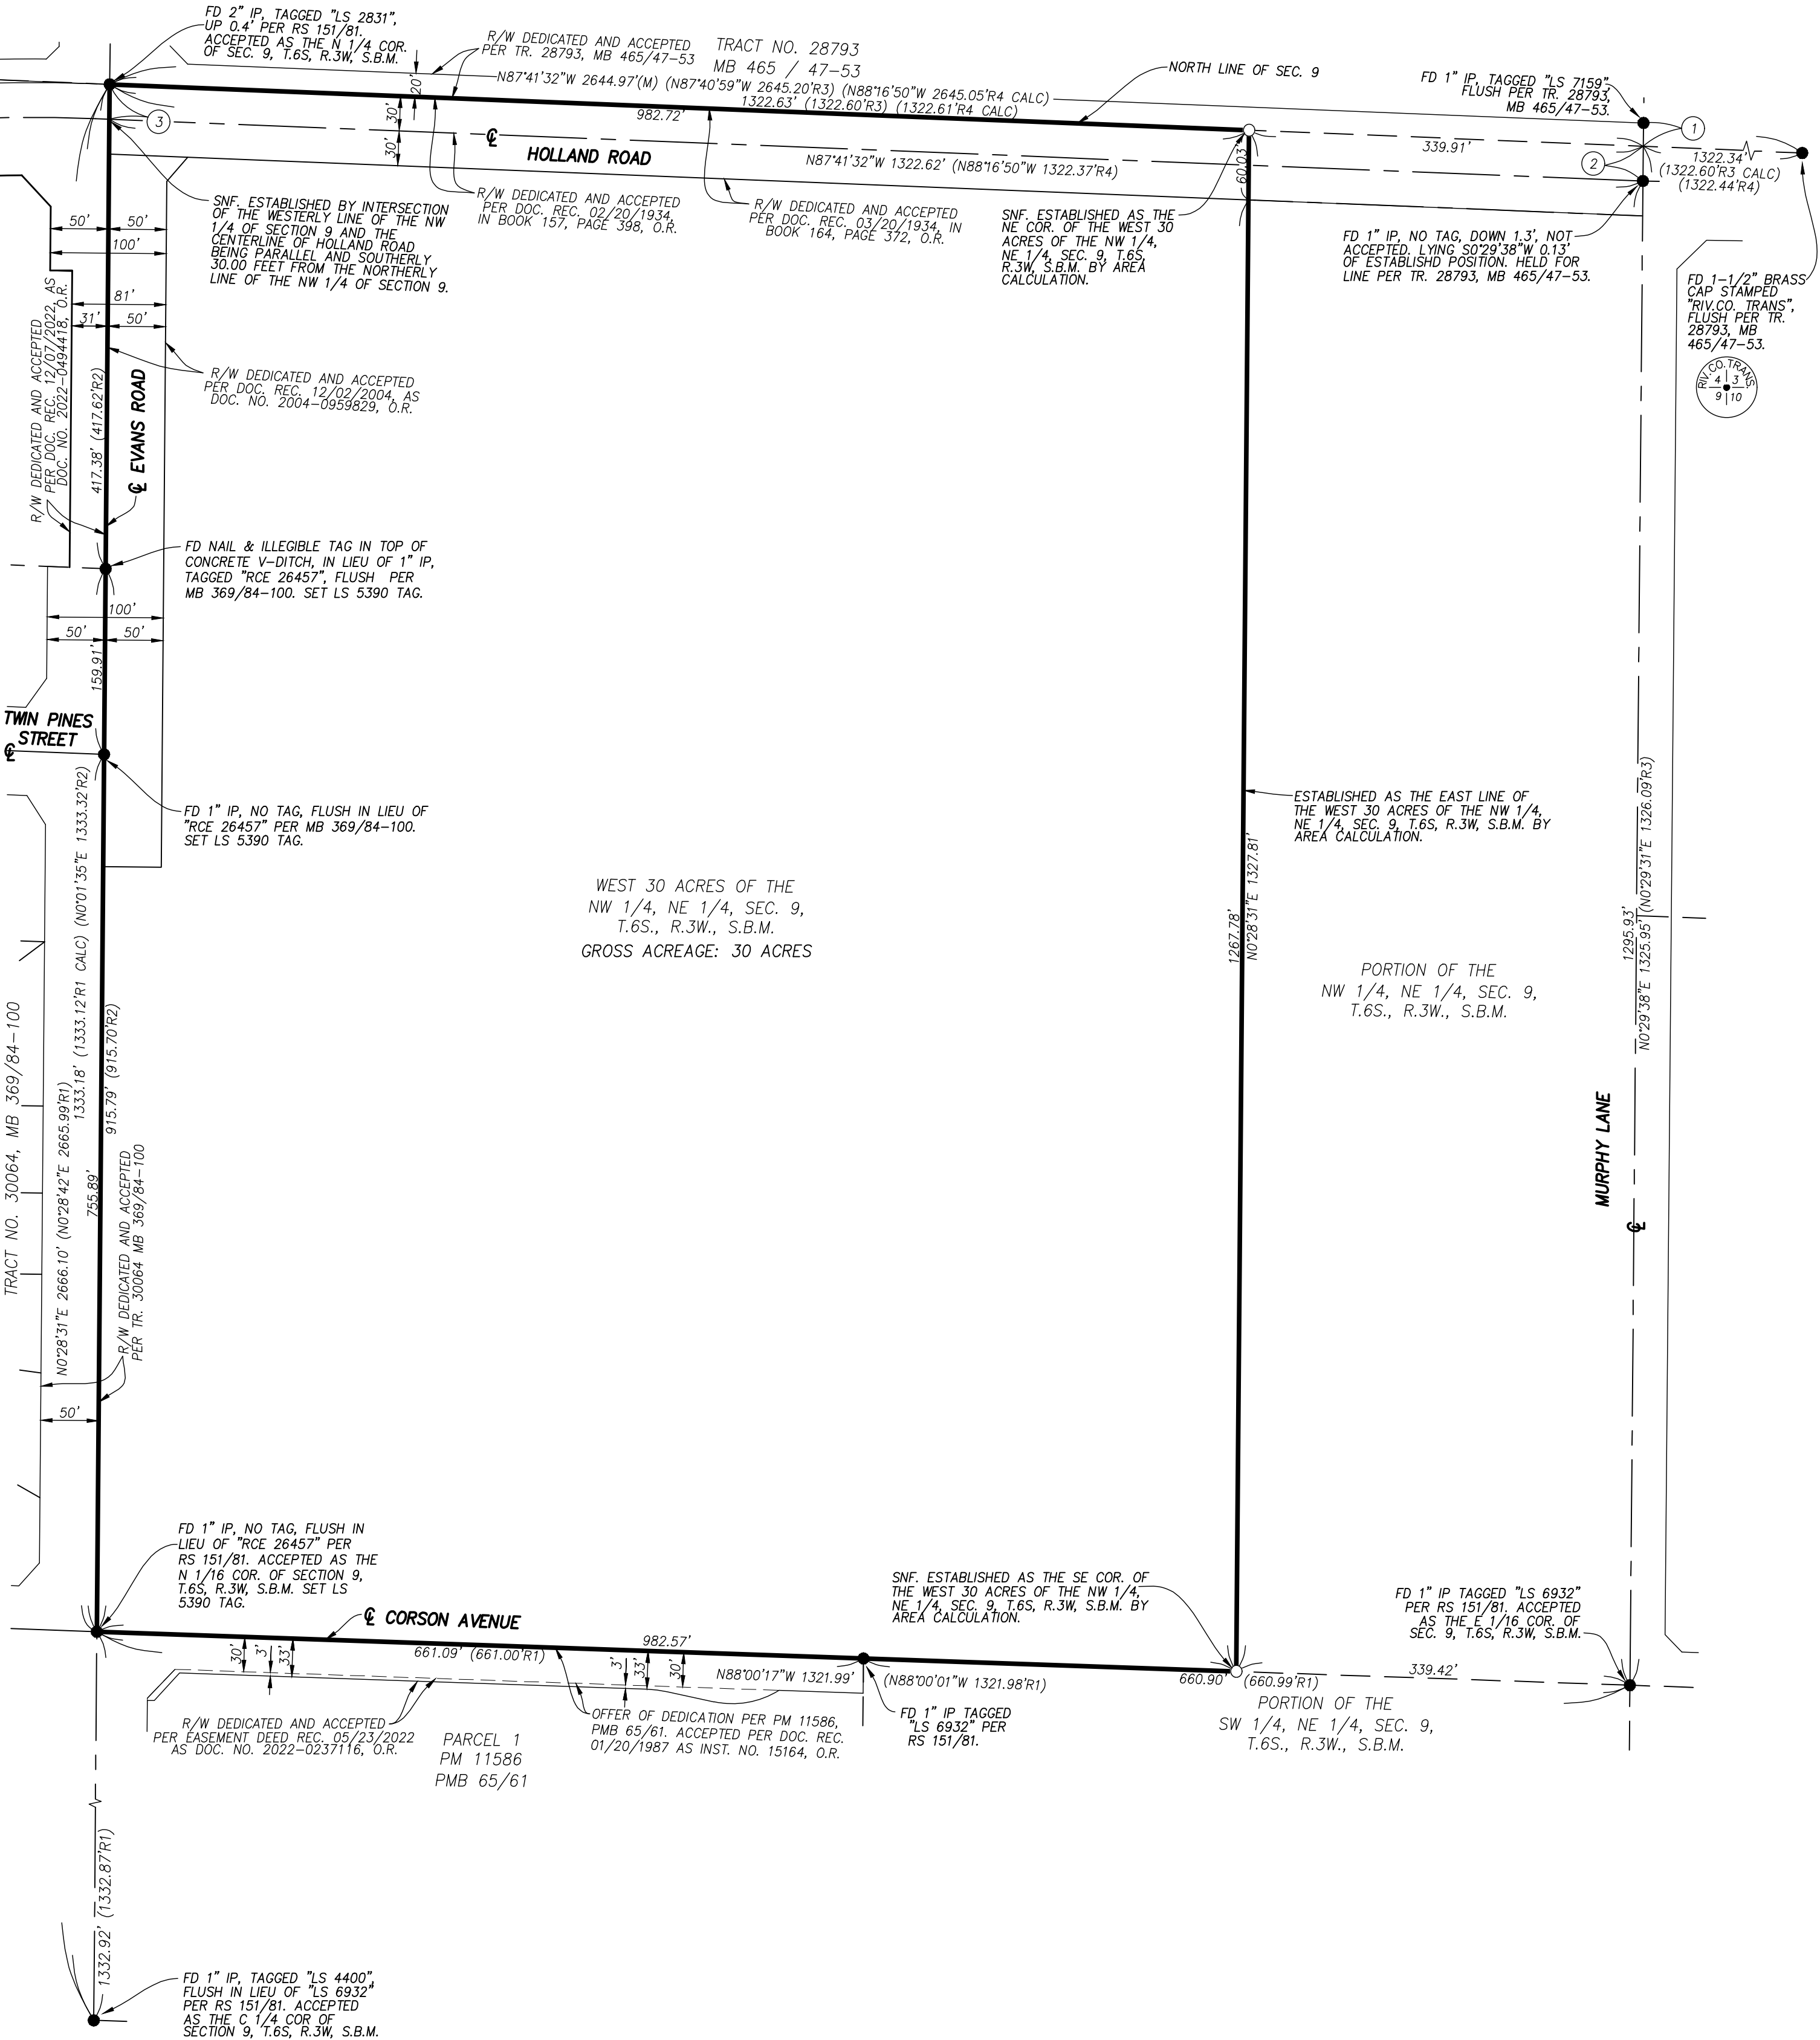 FD 2" IP, TAGGED "LS 2831",
UP 0.4' PER RS 151/81.
ACCEPTED AS THE N 1/4 COR.
OF SEC. 9, T.6S, R.3W, S.B.M.
R/W DEDICATED AND ACCEPTED
PER TR. 28793, MB 465/47-53
TRACT NO. 28793
MB 465 / 47-53
N87°41'32"W 2644.97'(M) (N87°40'59"W 2645.20'R3) (N88°16'50"W 2645.05'R4 CALC)
1322.63' (1322.60'R3) (1322.61'R4 CALC)
982.72'
NORTH LINE OF SEC. 9
FD 1" IP, TAGGED "LS 7159",
FLUSH PER TR. 28793,
MB 465/47-53.
20'
30'
30'
3
℄
HOLLAND ROAD
N87°41'32"W 1322.62' (N88°16'50"W 1322.37'R4)
60.03'
339.91'
1
2
1322.34'
(1322.60'R3 CALC)
(1322.44'R4)
SNF. ESTABLISHED BY INTERSECTION
OF THE WESTERLY LINE OF THE NW
1/4 OF SECTION 9 AND THE
CENTERLINE OF HOLLAND ROAD
BEING PARALLEL AND SOUTHERLY
30.00 FEET FROM THE NORTHERLY
LINE OF THE NW 1/4 OF SECTION 9.
R/W DEDICATED AND ACCEPTED
PER DOC. REC. 02/20/1934,
IN BOOK 157, PAGE 398, O.R.
R/W DEDICATED AND ACCEPTED
PER DOC. REC. 03/20/1934, IN
BOOK 164, PAGE 372, O.R.
SNF. ESTABLISHED AS THE
NE COR. OF THE WEST 30
ACRES OF THE NW 1/4,
NE 1/4, SEC. 9, T.6S,
R.3W, S.B.M. BY AREA
CALCULATION.
FD 1" IP, NO TAG, DOWN 1.3', NOT
ACCEPTED, LYING S0°29'38"W 0.13'
OF ESTABLISHD POSITION. HELD FOR
LINE PER TR. 28793, MB 465/47-53.
FD 1-1/2" BRASS
CAP STAMPED
"RIV.CO. TRANS",
FLUSH PER TR.
28793, MB
465/47-53.
RIV.CO.TRANS.
4 3
9 10
50'
50'
100'
81'
31'
50'
R/W DEDICATED AND ACCEPTED
PER DOC. REC. 12/07/2022, AS
DOC. NO. 2022-0494418, O.R.
417.38' (417.62'R2)
℄ EVANS ROAD
R/W DEDICATED AND ACCEPTED
PER DOC. REC. 12/02/2004, AS
DOC. NO. 2004-0959829, O.R.
FD NAIL & ILLEGIBLE TAG IN TOP OF
CONCRETE V-DITCH, IN LIEU OF 1" IP,
TAGGED "RCE 26457", FLUSH PER
MB 369/84-100. SET LS 5390 TAG.
100'
50'
50'
159.91'
TWIN PINES
STREET
℄
FD 1" IP, NO TAG, FLUSH IN LIEU OF
"RCE 26457" PER MB 369/84-100.
SET LS 5390 TAG.
ESTABLISHED AS THE EAST LINE OF
THE WEST 30 ACRES OF THE NW 1/4,
NE 1/4, SEC. 9, T.6S, R.3W, S.B.M. BY
AREA CALCULATION.
WEST 30 ACRES OF THE
NW 1/4, NE 1/4, SEC. 9,
T.6S., R.3W., S.B.M.
GROSS ACREAGE: 30 ACRES
1267.78'
N0°28'31"E 1327.81'
PORTION OF THE
NW 1/4, NE 1/4, SEC. 9,
T.6S., R.3W., S.B.M.
1295.93'
N0°29'38"E 1325.95' (N0°29'31"E 1326.09'R3)
MURPHY LANE
℄
TRACT NO. 30064, MB 369/84-100
N0°28'31"E 2666.10' (N0°28'42"E 2665.99'R1)
1333.18' (1333.12'R1 CALC) (N0°01'35"E 1333.32'R2)
755.89'
915.79' (915.70'R2)
R/W DEDICATED AND ACCEPTED
PER TR. 30064 MB 369/84-100
50'
FD 1" IP, NO TAG, FLUSH IN
LIEU OF "RCE 26457" PER
RS 151/81. ACCEPTED AS THE
N 1/16 COR. OF SECTION 9,
T.6S, R.3W, S.B.M. SET LS
5390 TAG.
℄ CORSON AVENUE
SNF. ESTABLISHED AS THE SE COR. OF
THE WEST 30 ACRES OF THE NW 1/4,
NE 1/4, SEC. 9, T.6S, R.3W, S.B.M. BY
AREA CALCULATION.
FD 1" IP TAGGED "LS 6932"
PER RS 151/81. ACCEPTED
AS THE E 1/16 COR. OF
SEC. 9, T.6S, R.3W, S.B.M.
30'
3'
33'
661.09' (661.00'R1)
982.57'
3'
33'
30'
N88°00'17"W 1321.99'
(N88°00'01"W 1321.98'R1)
660.90'
(660.99'R1)
339.42'
R/W DEDICATED AND ACCEPTED
PER EASEMENT DEED REC. 05/23/2022
AS DOC. NO. 2022-0237116, O.R.
PARCEL 1
PM 11586
PMB 65/61
OFFER OF DEDICATION PER PM 11586,
PMB 65/61. ACCEPTED PER DOC. REC.
01/20/1987 AS INST. NO. 15164, O.R.
FD 1" IP TAGGED
"LS 6932" PER
RS 151/81.
PORTION OF THE
SW 1/4, NE 1/4, SEC. 9,
T.6S., R.3W., S.B.M.
1332.92' (1332.87'R1)
FD 1" IP, TAGGED "LS 4400",
FLUSH IN LIEU OF "LS 6932"
PER RS 151/81. ACCEPTED
AS THE C 1/4 COR OF
SECTION 9, T.6S, R.3W, S.B.M.